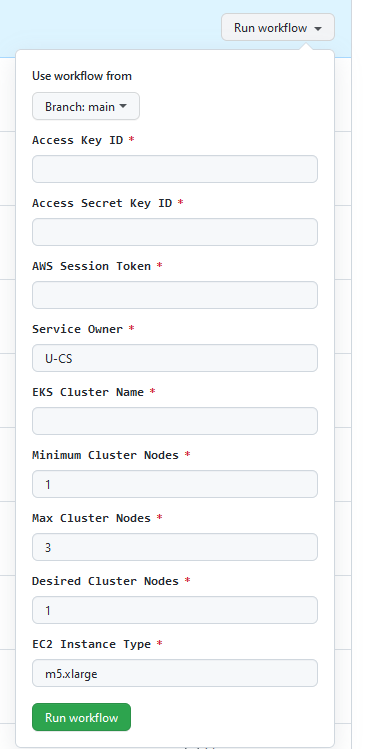 Run workflow
Use workflow from
Branch: main
Access Key ID *
Access Secret Key ID *
AWS Session Token *
Service Owner *
U-CS
EKS Cluster Name *
Minimum Cluster Nodes *
1
Max Cluster Nodes *
3
Desired Cluster Nodes *
1
EC2 Instance Type *
m5.xlarge
Run workflow